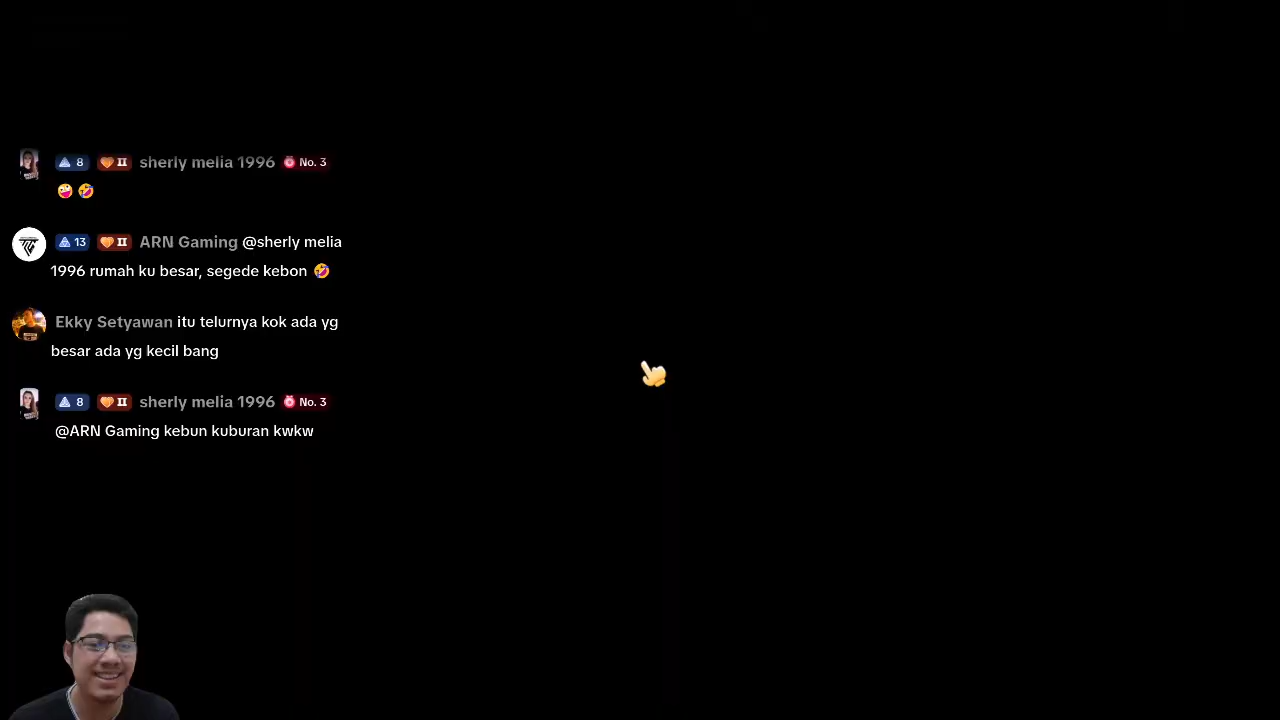 8 II sherly melia 1996 No. 3
🤪🤣
13 II ARN Gaming @sherly melia
1996 rumah ku besar, segede kebon 🤣
Ekky Setyawan itu telurnya kok ada yg
besar ada yg kecil bang
8 II sherly melia 1996 No. 3
@ARN Gaming kebun kuburan kwkw